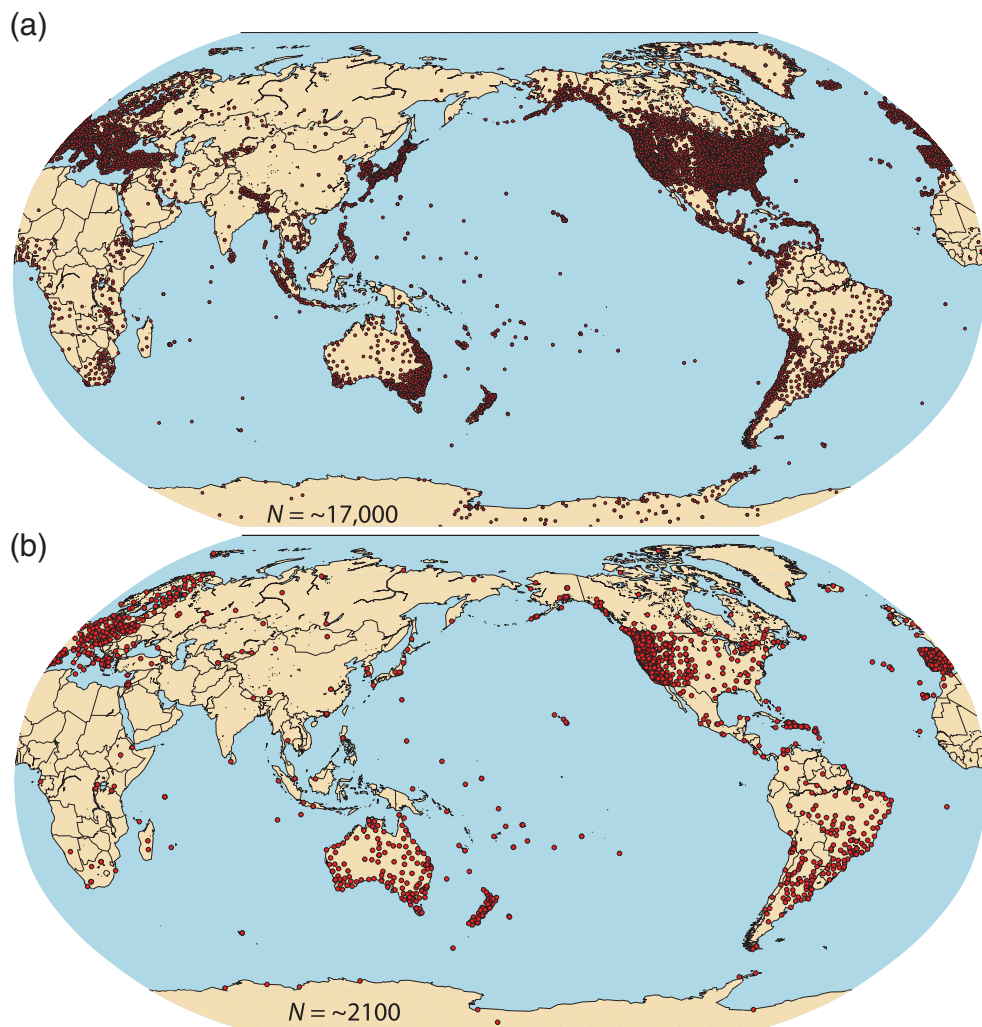 (a)
N = ~17,000
(b)
N = ~2100